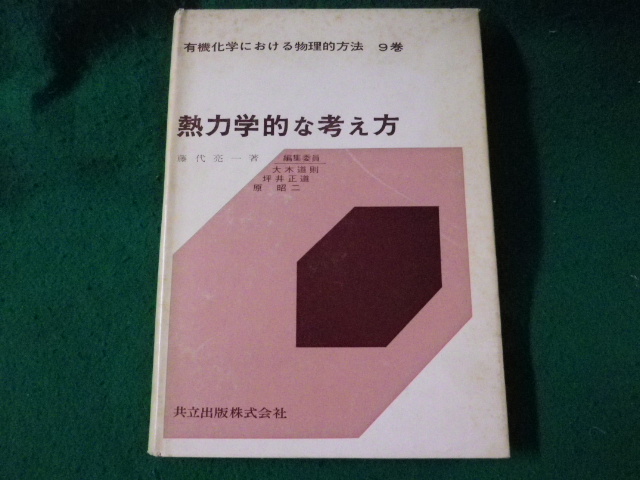 有機化学における物理的方法 9巻
熱力学的な考え方
藤代亮一著
編集委員
大木道則
坪井正道
原昭二
共立出版株式会社